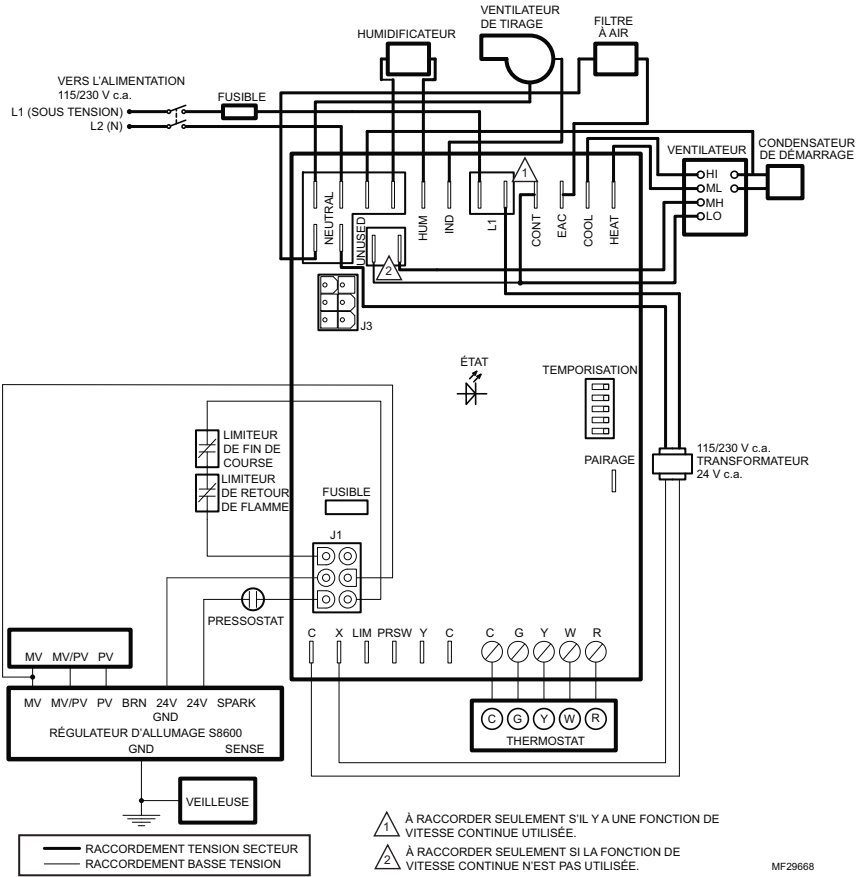 VENTILATEUR
DE TIRAGE
FILTRE
À AIR
HUMIDIFICATEUR
VERS L'ALIMENTATION
115/230 V c.a.
FUSIBLE
L1 (SOUS TENSION)
L2 (N)
VENTILATEUR
CONDENSATEUR
DE DÉMARRAGE
HI
ML
MH
LO
1
NEUTRAL
UNUSED
HUM
IND
L1
CONT
EAC
COOL
HEAT
2
J3
ÉTAT
TEMPORISATION
LIMITEUR
DE FIN DE
COURSE
LIMITEUR
DE RETOUR
DE FLAMME
FUSIBLE
PAIRAGE
115/230 V c.a.
TRANSFORMATEUR
24 V c.a.
J1
PRESSOSTAT
C X LIM PRSW Y C C G Y W R
MV MV/PV PV
MV MV/PV PV BRN 24V 24V SPARK
GND
RÉGULATEUR D'ALLUMAGE S8600
GND SENSE
C G Y W R
THERMOSTAT
VEILLEUSE
RACCORDEMENT TENSION SECTEUR
RACCORDEMENT BASSE TENSION
1 À RACCORDER SEULEMENT S'IL Y A UNE FONCTION DE
VITESSE CONTINUE UTILISÉE.
2 À RACCORDER SEULEMENT SI LA FONCTION DE
VITESSE CONTINUE N'EST PAS UTILISÉE.
MF29668